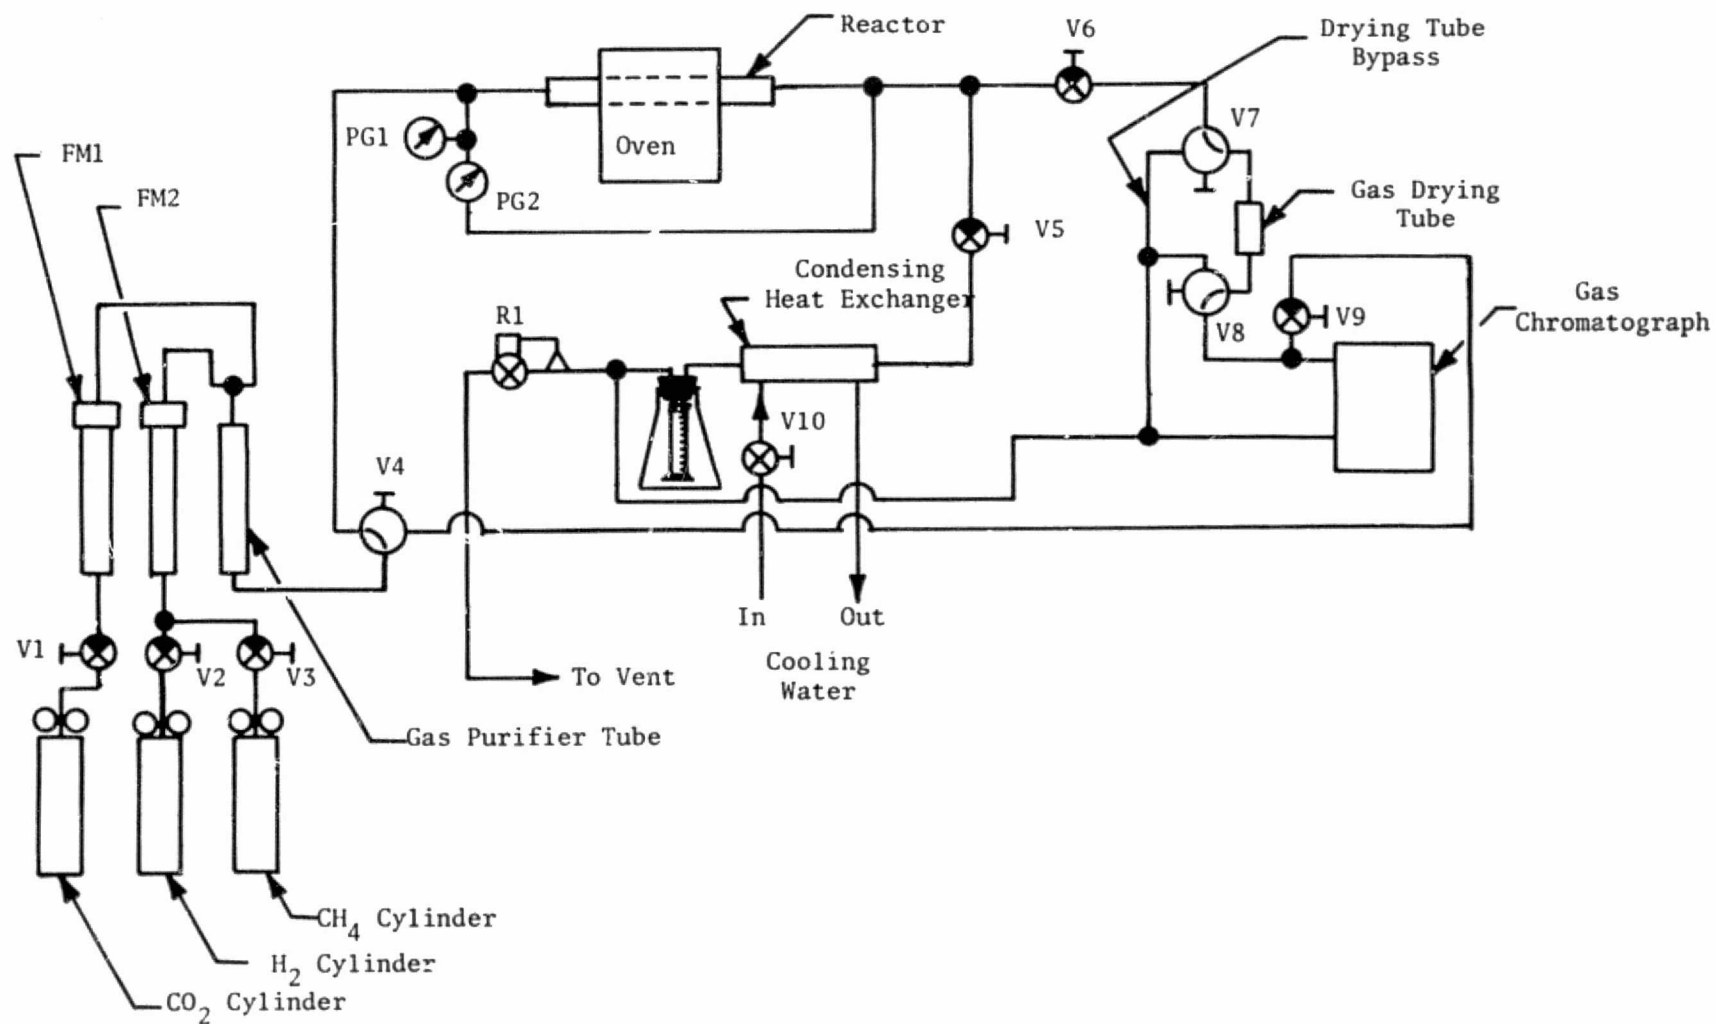 Reactor
V6
Drying Tube
Bypass
PG1
Oven
V7
FM1
FM2
PG2
Gas Drying
Tube
V5
Condensing
Heat Exchanger
Gas
Chromatograph
R1
V8
V9
V10
V4
In
Out
V1
V2
V3
To Vent
Cooling
Water
Gas Purifier Tube
CH4 Cylinder
H2 Cylinder
CO2 Cylinder